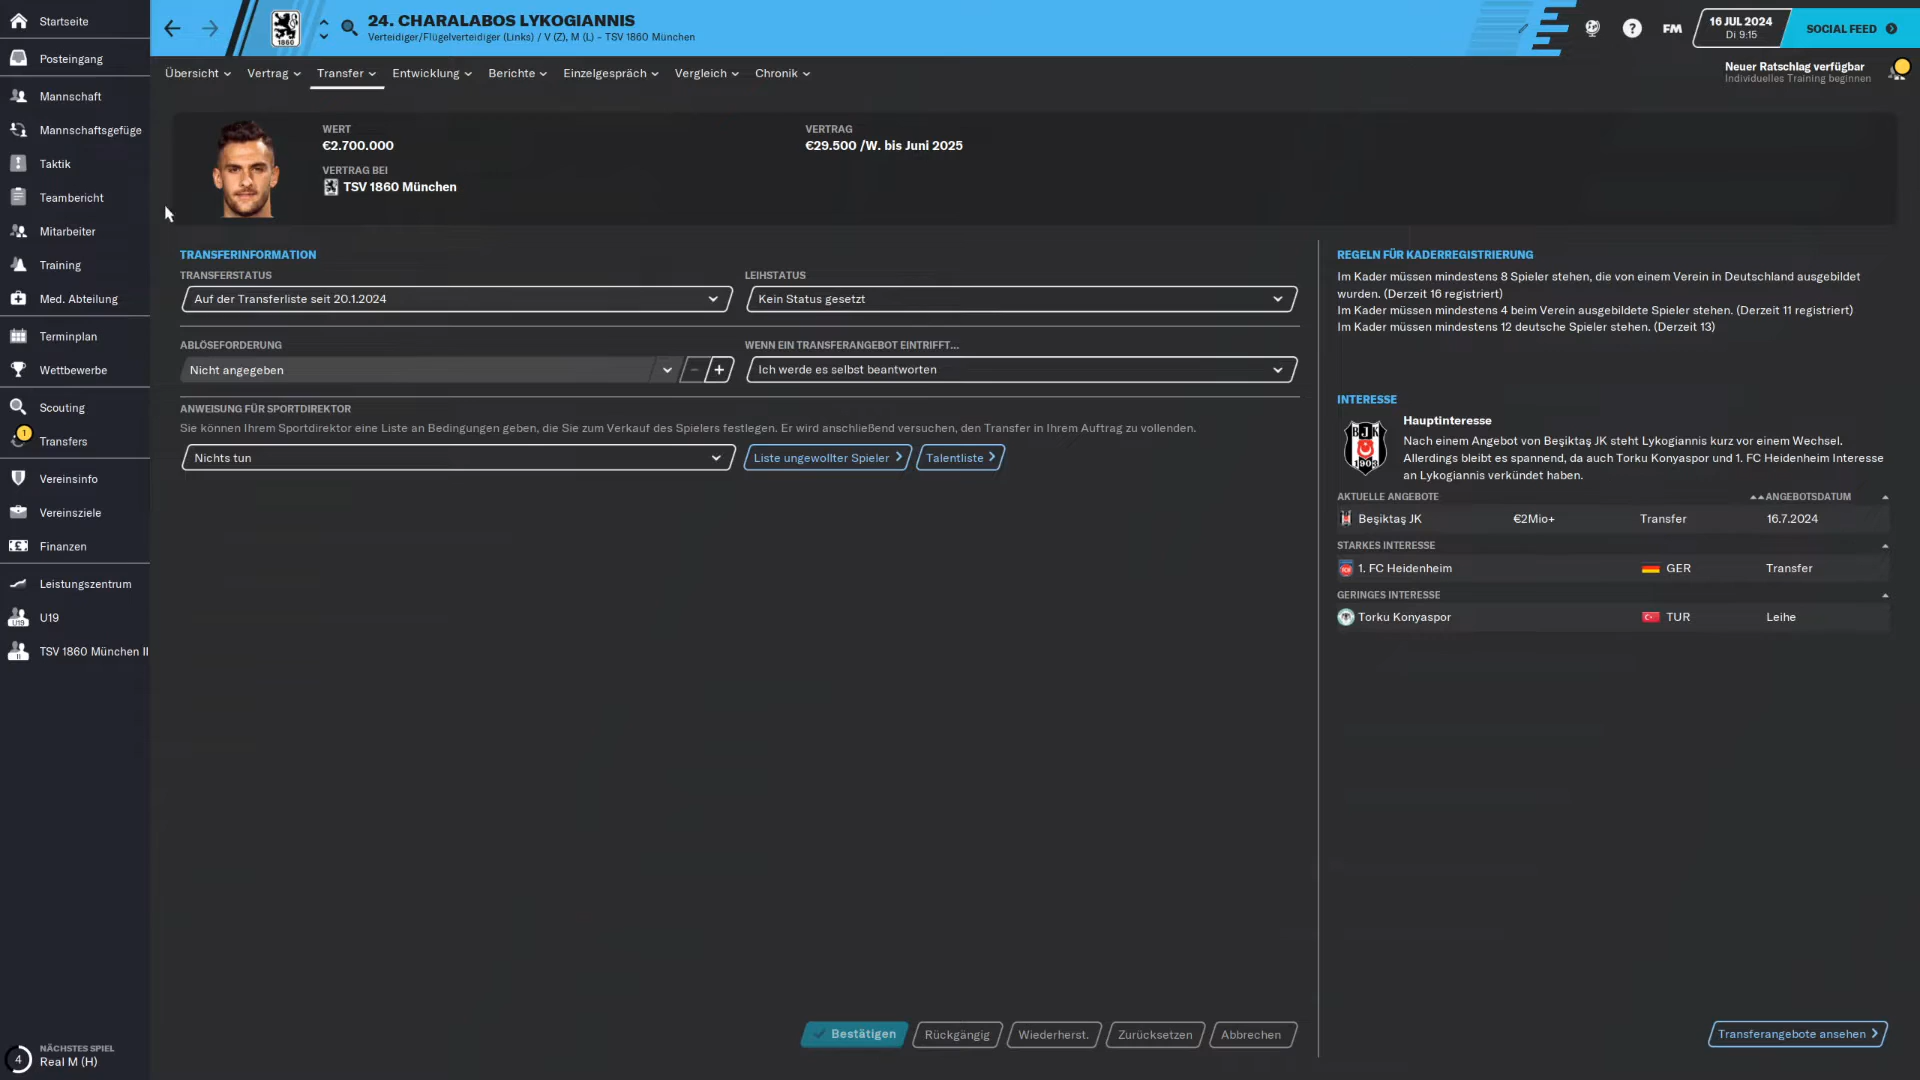 Startseite
Posteingang
Mannschaft
Mannschaftsgefüge
Taktik
Teambericht
Mitarbeiter
Training
Med. Abteilung
Terminplan
Wettbewerbe
Scouting
1
Transfers
Vereinsinfo
Vereinsziele
Finanzen
Leistungszentrum
U19
U19
II
TSV 1860 München II
4
NÄCHSTES SPIEL
Real M (H)
1860
24. CHARALABOS LYKOGIANNIS
Verteidiger/Flügelverteidiger (Links) / V (Z), M (L) - TSV 1860 München
?
FM
16 JUL 2024
Di 9:15
SOCIAL FEED
Übersicht
Vertrag
Transfer
Entwicklung
Berichte
Einzelgespräch
Vergleich
Chronik
Neuer Ratschlag verfügbar
Individuelles Training beginnen
WERT
€2.700.000
VERTRAG BEI
TSV 1860 München
VERTRAG
€29.500 /W. bis Juni 2025
TRANSFERINFORMATION
TRANSFERSTATUS
Auf der Transferliste seit 20.1.2024
LEIHSTATUS
Kein Status gesetzt
ABLÖSEFORDERUNG
Nicht angegeben
- +
WENN EIN TRANSFERANGEBOT EINTRIFFT...
Ich werde es selbst beantworten
ANWEISUNG FÜR SPORTDIREKTOR
Sie können Ihrem Sportdirektor eine Liste an Bedingungen geben, die Sie zum Verkauf des Spielers festlegen. Er wird anschließend versuchen, den Transfer in Ihrem Auftrag zu vollenden.
Nichts tun
Liste ungewollter Spieler
Talentliste
REGELN FÜR KADERREGISTRIERUNG
Im Kader müssen mindestens 8 Spieler stehen, die von einem Verein in Deutschland ausgebildet
wurden. (Derzeit 16 registriert)
Im Kader müssen mindestens 4 beim Verein ausgebildete Spieler stehen. (Derzeit 11 registriert)
Im Kader müssen mindestens 12 deutsche Spieler stehen. (Derzeit 13)
INTERESSE
BJK
1903
Hauptinteresse
Nach einem Angebot von Beşiktaş JK steht Lykogiannis kurz vor einem Wechsel.
Allerdings bleibt es spannend, da auch Torku Konyaspor und 1. FC Heidenheim Interesse
an Lykogiannis verkündet haben.
AKTUELLE ANGEBOTE
ANGEBOTSDATUM
Beşiktaş JK
€2Mio+
Transfer
16.7.2024
STARKES INTERESSE
1. FC Heidenheim
GER
Transfer
GERINGES INTERESSE
Torku Konyaspor
TUR
Leihe
Bestätigen
Rückgängig
Wiederherst.
Zurücksetzen
Abbrechen
Transferangebote ansehen